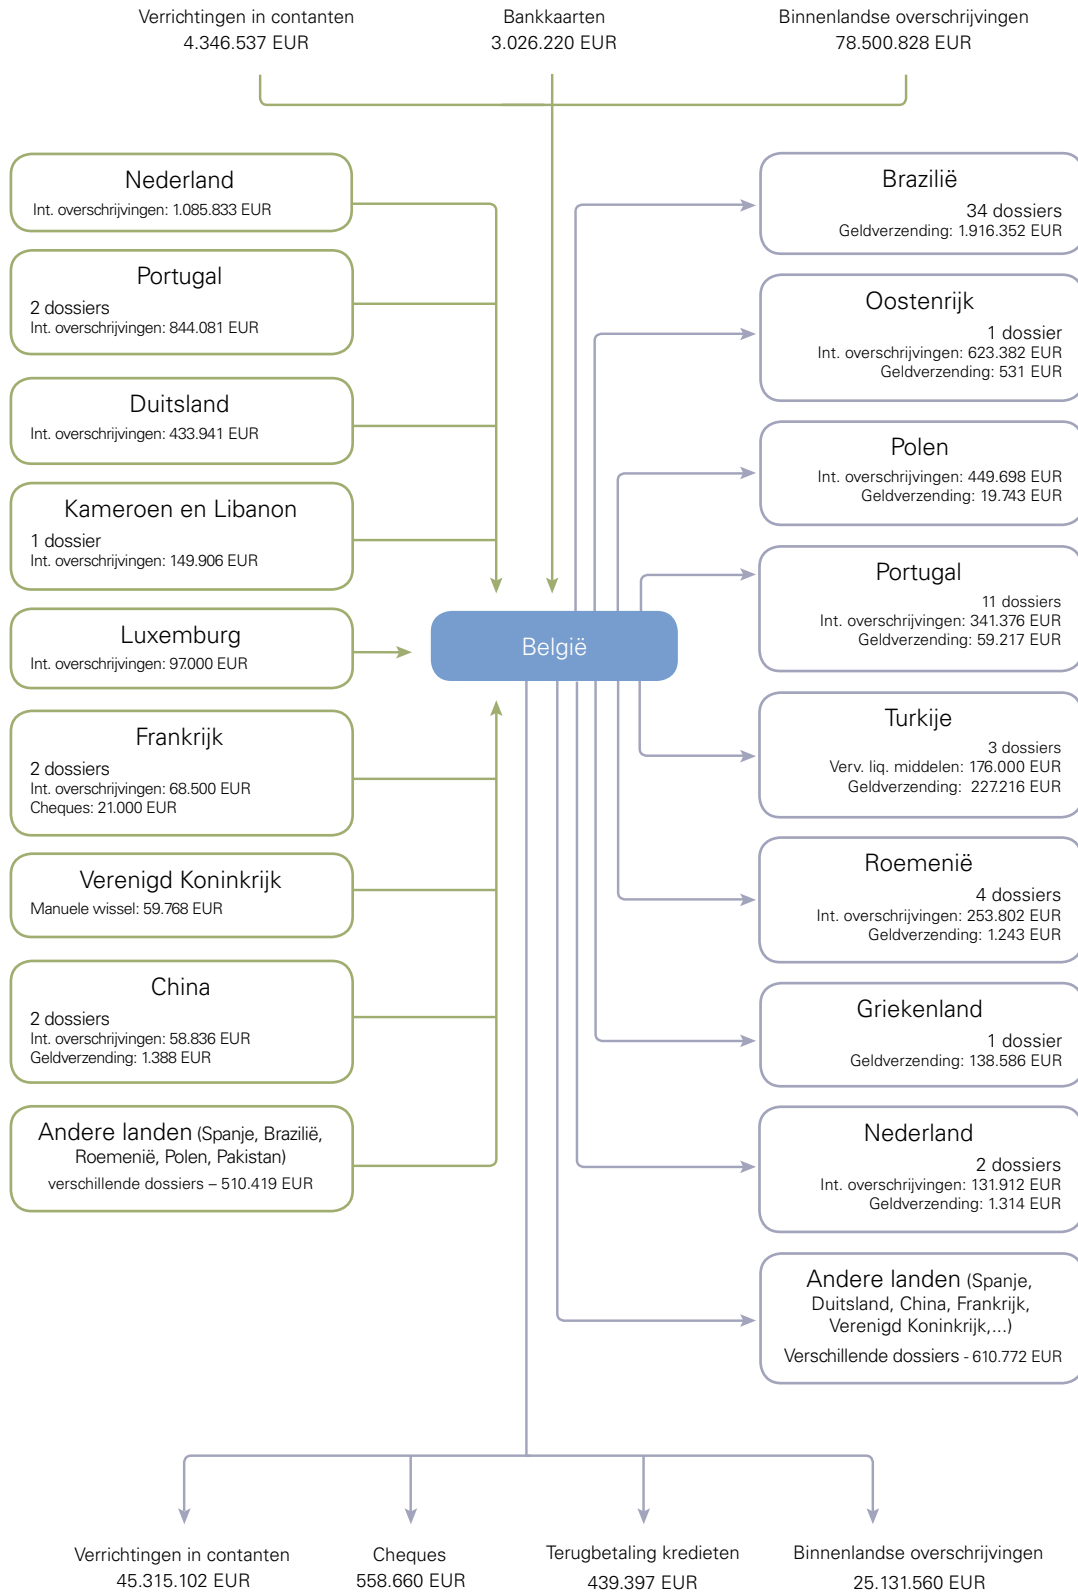 Verrichtingen in contanten
4.346.537 EUR
Bankkaarten
3.026.220 EUR
Binnenlandse overschrijvingen
78.500.828 EUR
Nederland
Int. overschrijvingen: 1.085.833 EUR
Portugal
2 dossiers
Int. overschrijvingen: 844.081 EUR
Duitsland
Int. overschrijvingen: 433.941 EUR
Kameroen en Libanon
1 dossier
Int. overschrijvingen: 149.906 EUR
Luxemburg
Int. overschrijvingen: 97.000 EUR
Frankrijk
2 dossiers
Int. overschrijvingen: 68.500 EUR
Cheques: 21.000 EUR
Verenigd Koninkrijk
Manuele wissel: 59.768 EUR
China
2 dossiers
Int. overschrijvingen: 58.836 EUR
Geldverzending: 1.388 EUR
Andere landen (Spanje, Brazilië,
Roemenië, Polen, Pakistan)
verschillende dossiers – 510.419 EUR
België
Brazilië
34 dossiers
Geldverzending: 1.916.352 EUR
Oostenrijk
1 dossier
Int. overschrijvingen: 623.382 EUR
Geldverzending: 531 EUR
Polen
Int. overschrijvingen: 449.698 EUR
Geldverzending: 19.743 EUR
Portugal
11 dossiers
Int. overschrijvingen: 341.376 EUR
Geldverzending: 59.217 EUR
Turkije
3 dossiers
Verv. liq. middelen: 176.000 EUR
Geldverzending: 227.216 EUR
Roemenië
4 dossiers
Int. overschrijvingen: 253.802 EUR
Geldverzending: 1.243 EUR
Griekenland
1 dossier
Geldverzending: 138.586 EUR
Nederland
2 dossiers
Int. overschrijvingen: 131.912 EUR
Geldverzending: 1.314 EUR
Andere landen (Spanje,
Duitsland, China, Frankrijk,
Verenigd Koninkrijk,...)
Verschillende dossiers - 610.772 EUR
Verrichtingen in contanten
45.315.102 EUR
Cheques
558.660 EUR
Terugbetaling kredieten
439.397 EUR
Binnenlandse overschrijvingen
25.131.560 EUR